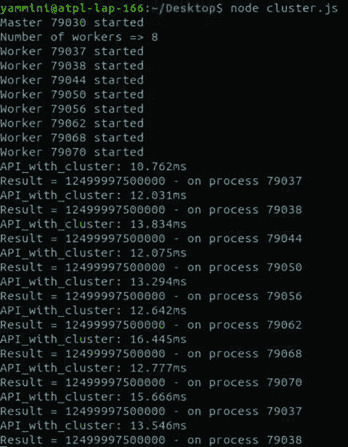 yammini@atpl-lap-166:~/Desktop$ node cluster.js
Master 79030 started
Number of workers => 8
Worker 79037 started
Worker 79038 started
Worker 79044 started
Worker 79050 started
Worker 79056 started
Worker 79062 started
Worker 79068 started
Worker 79070 started
API_with_cluster: 10.762ms
Result = 12499997500000 - on process 79037
API_with_cluster: 12.031ms
Result = 12499997500000 - on process 79038
API_with_cluster: 13.834ms
Result = 12499997500000 - on process 79044
API_with_cluster: 12.075ms
Result = 12499997500000 - on process 79050
API_with_cluster: 13.294ms
Result = 12499997500000 - on process 79056
API_with_cluster: 12.642ms
Result = 12499997500000 - on process 79062
API_with_cluster: 16.445ms
Result = 12499997500000 - on process 79068
API_with_cluster: 12.777ms
Result = 12499997500000 - on process 79070
API_with_cluster: 15.666ms
Result = 12499997500000 - on process 79037
API_with_cluster: 13.546ms
Result = 12499997500000 - on process 79038